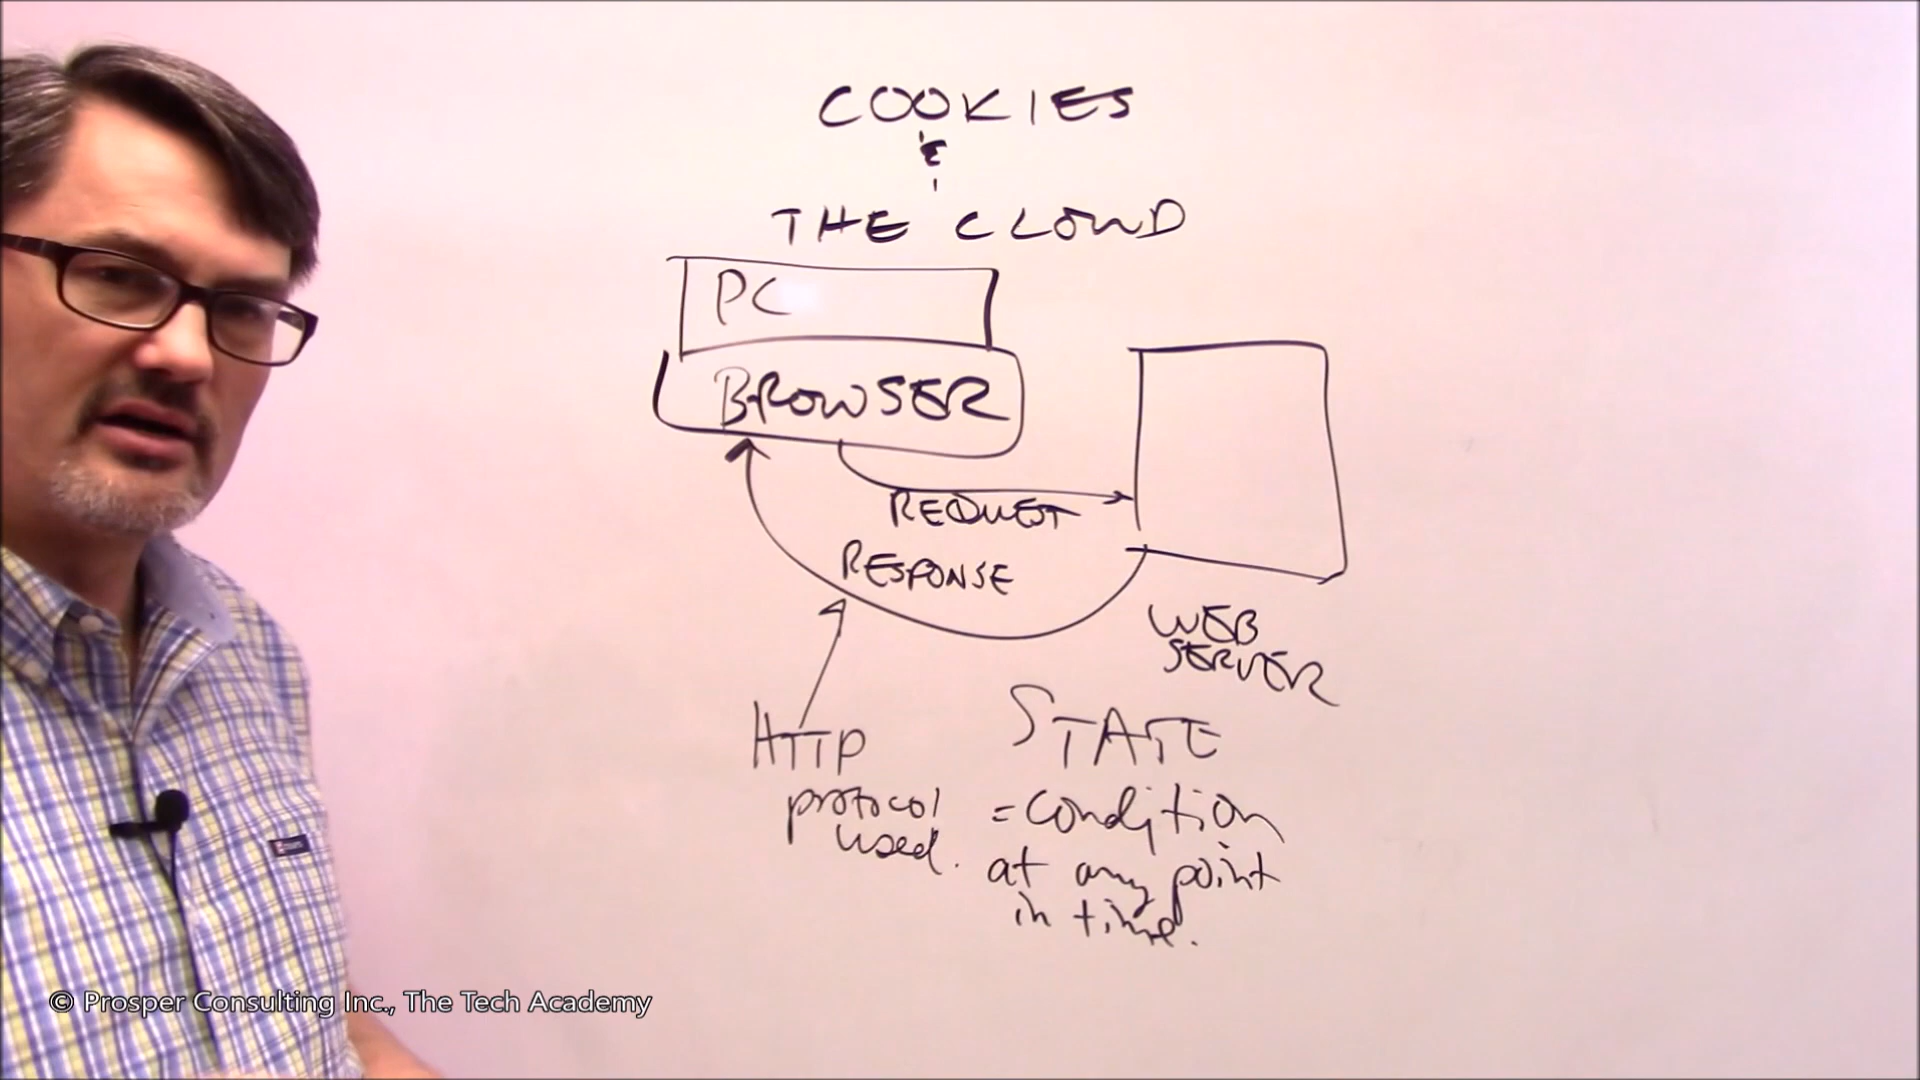 COOKIES
&
THE CLOUD
PC
BROWSER
REQUEST
RESPONSE
WEB
SERVER
HTTP
protocol
used.
STATE
= condition
at any point
in time.
© Prosper Consulting Inc., The Tech Academy